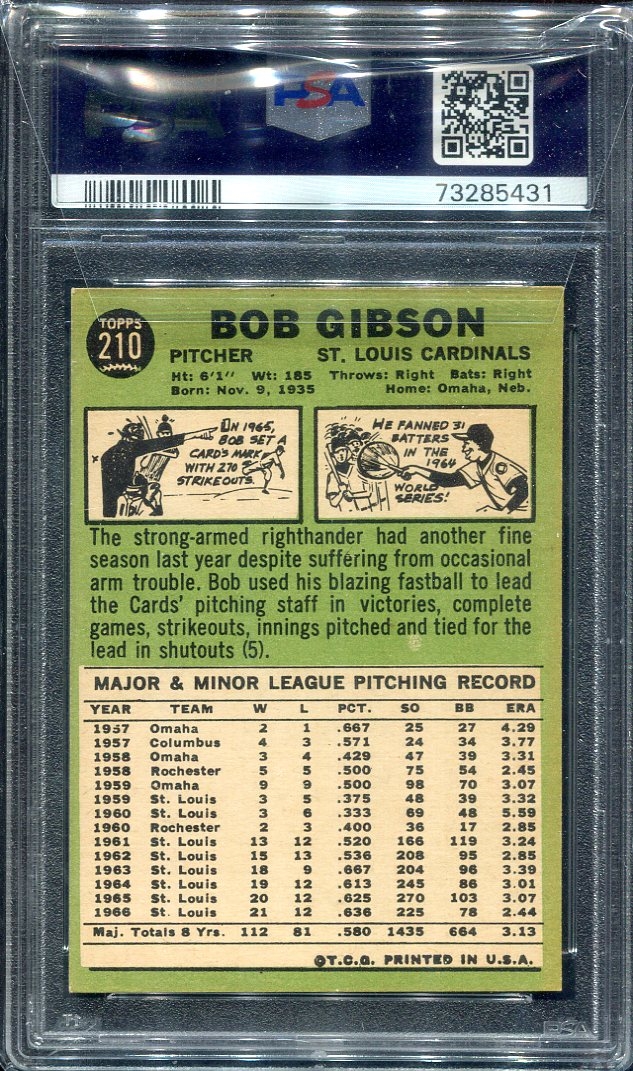 PSA
73285431
TOPPS
210
BOB GIBSON
PITCHER ST. LOUIS CARDINALS
Ht: 6'1" Wt: 185 Throws: Right Bats: Right
Born: Nov. 9, 1935 Home: Omaha, Neb.
IN 1965,
BOB SET A
CARDS MARK
WITH 270
STRIKEOUTS.
HE FANNED 31
BATTERS
IN THE
1964
WORLD
SERIES!
The strong-armed righthander had another fine
season last year despite suffering from occasional
arm trouble. Bob used his blazing fastball to lead
the Cards' pitching staff in victories, complete
games, strikeouts, innings pitched and tied for the
lead in shutouts (5).
MAJOR & MINOR LEAGUE PITCHING RECORD
YEAR TEAM W L PCT. SO BB ERA
1957 Omaha 2 1 .667 25 27 4.29
1957 Columbus 4 3 .571 24 34 3.77
1958 Omaha 3 4 .429 47 39 3.31
1958 Rochester 5 5 .500 75 54 2.45
1959 Omaha 9 9 .500 98 70 3.07
1959 St. Louis 3 5 .375 48 39 3.32
1960 St. Louis 3 6 .333 69 48 5.59
1960 Rochester 2 3 .400 36 17 2.85
1961 St. Louis 13 12 .520 166 119 3.24
1962 St. Louis 15 13 .536 208 95 2.85
1963 St. Louis 18 9 .667 204 96 3.39
1964 St. Louis 19 12 .613 245 86 3.01
1965 St. Louis 20 12 .625 270 103 3.07
1966 St. Louis 21 12 .636 225 78 2.44
Maj. Totals 8 Yrs. 112 81 .580 1435 664 3.13
©T.C.G. PRINTED IN U.S.A.
PSA